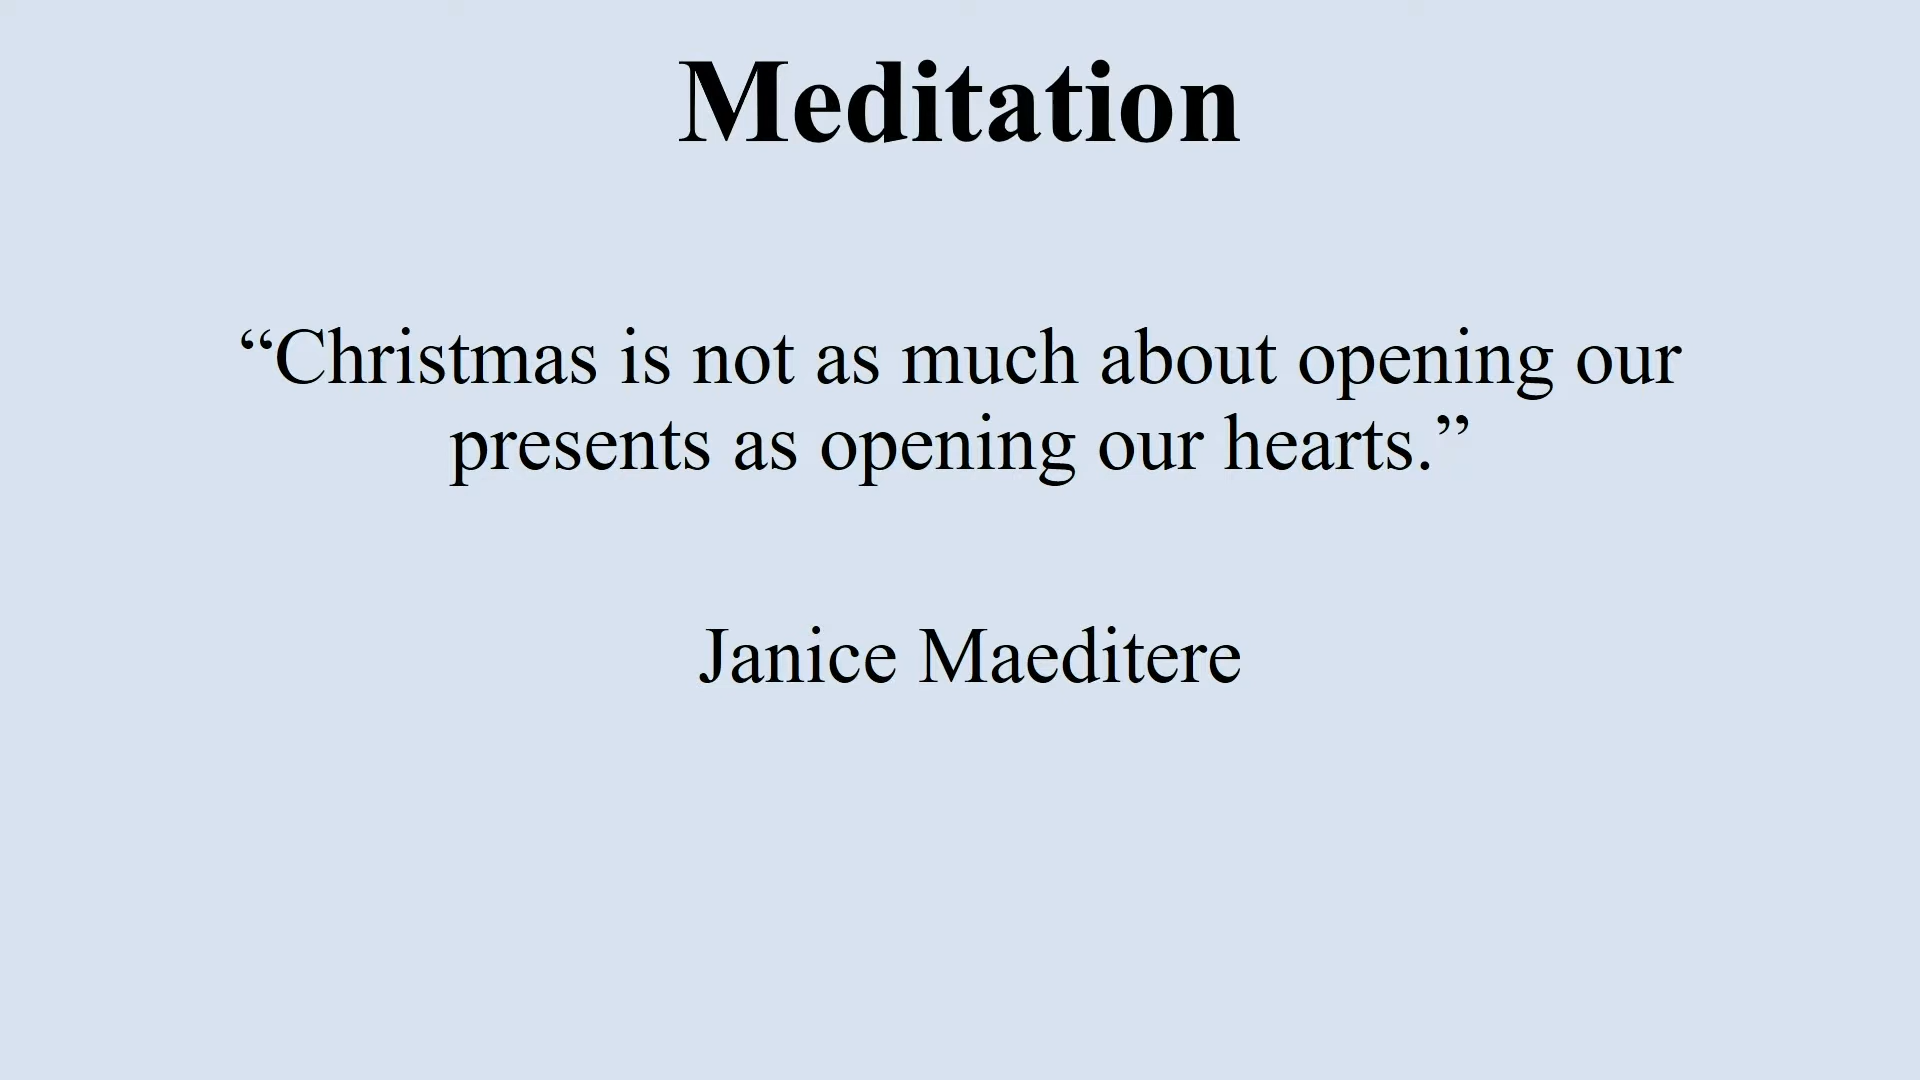 Meditation
“Christmas is not as much about opening our
presents as opening our hearts.”
Janice Maeditere